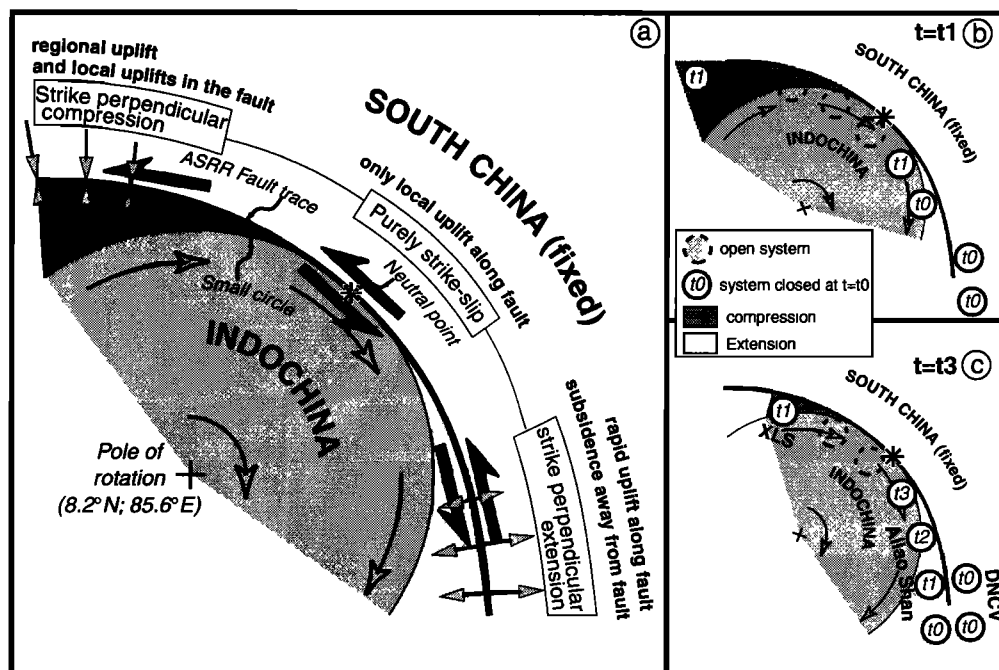 a
regional uplift
and local uplifts in the fault
Strike perpendicular
compression
ASRR Fault trace
SOUTH CHINA (fixed)
only local uplift along fault
Purely strike-slip
Neutral point
Small circle
INDOCHINA
Pole of
rotation
(8.2°N; 85.6°E)
rapid uplift along fault
subsidence away from fault
strike perpendicular
extension
t=t1 b
SOUTH CHINA (fixed)
t1
INDOCHINA
t1
t0
t0
t0
open system
t0 system closed at t=t0
compression
Extension
t=t3 c
SOUTH CHINA (fixed)
t1
XLS
INDOCHINA
t3
t2
Ailao Shan
t1
t0
DNCV
t0
t0